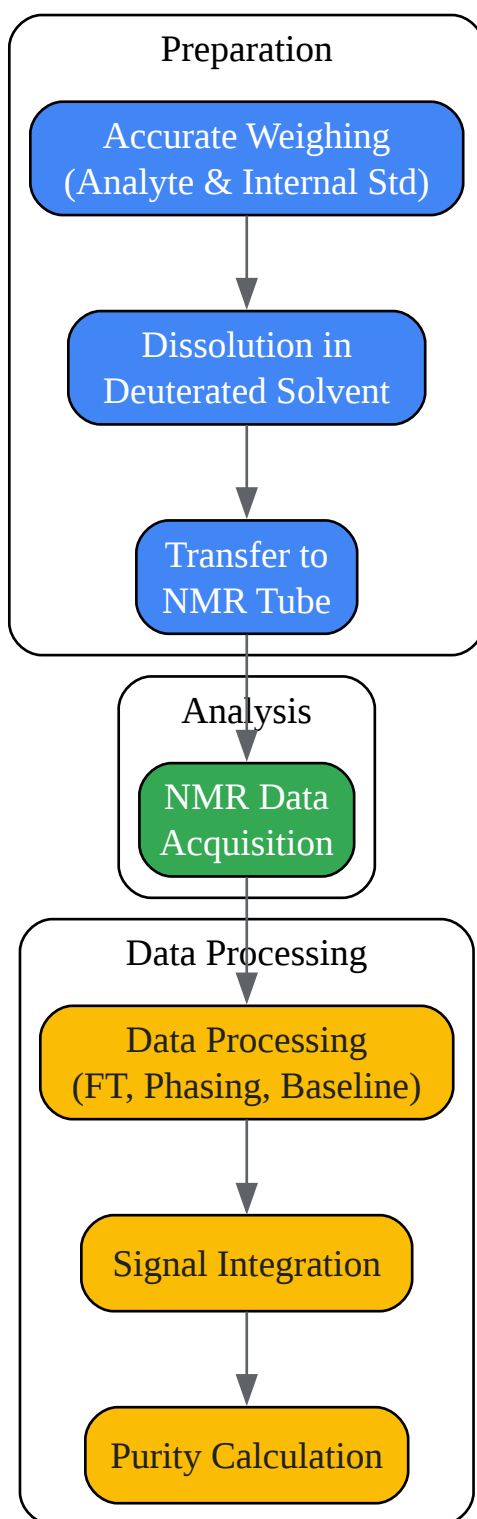 Preparation
Accurate Weighing
(Analyte & Internal Std)
Dissolution in
Deuterated Solvent
Transfer to
NMR Tube
Analysis
NMR Data
Acquisition
Data Processing
Data Processing
(FT, Phasing, Baseline)
Signal Integration
Purity Calculation